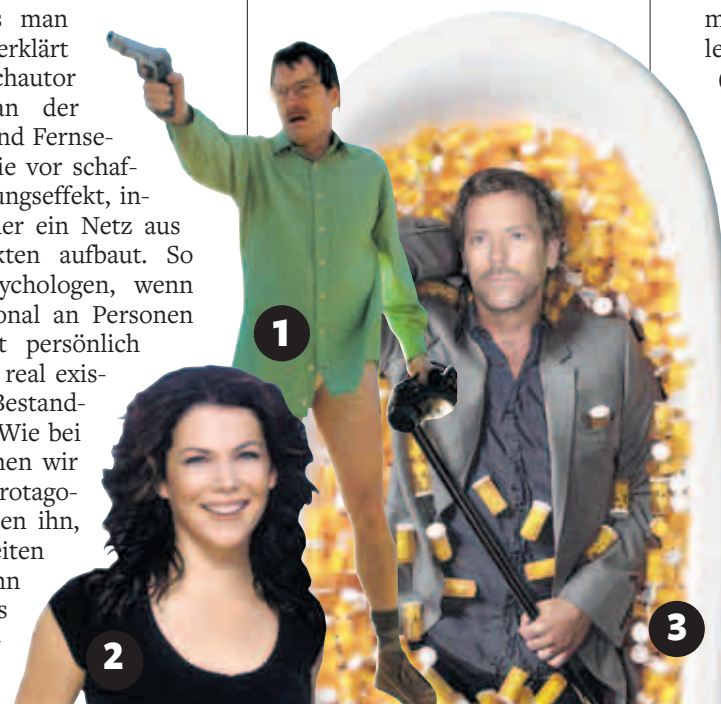 s man
erklärt
chautor
an der
nd Fernse-
ie vor schaf-
ungseffekt, in-
er ein Netz aus
kten aufbaut. So
ychologen, wenn
onal an Personen
t persönlich
real exis-
Bestand-
Wie bei
nen wir
rotago-
en ihn,
eiten
nn
s
1
2
3
m
le